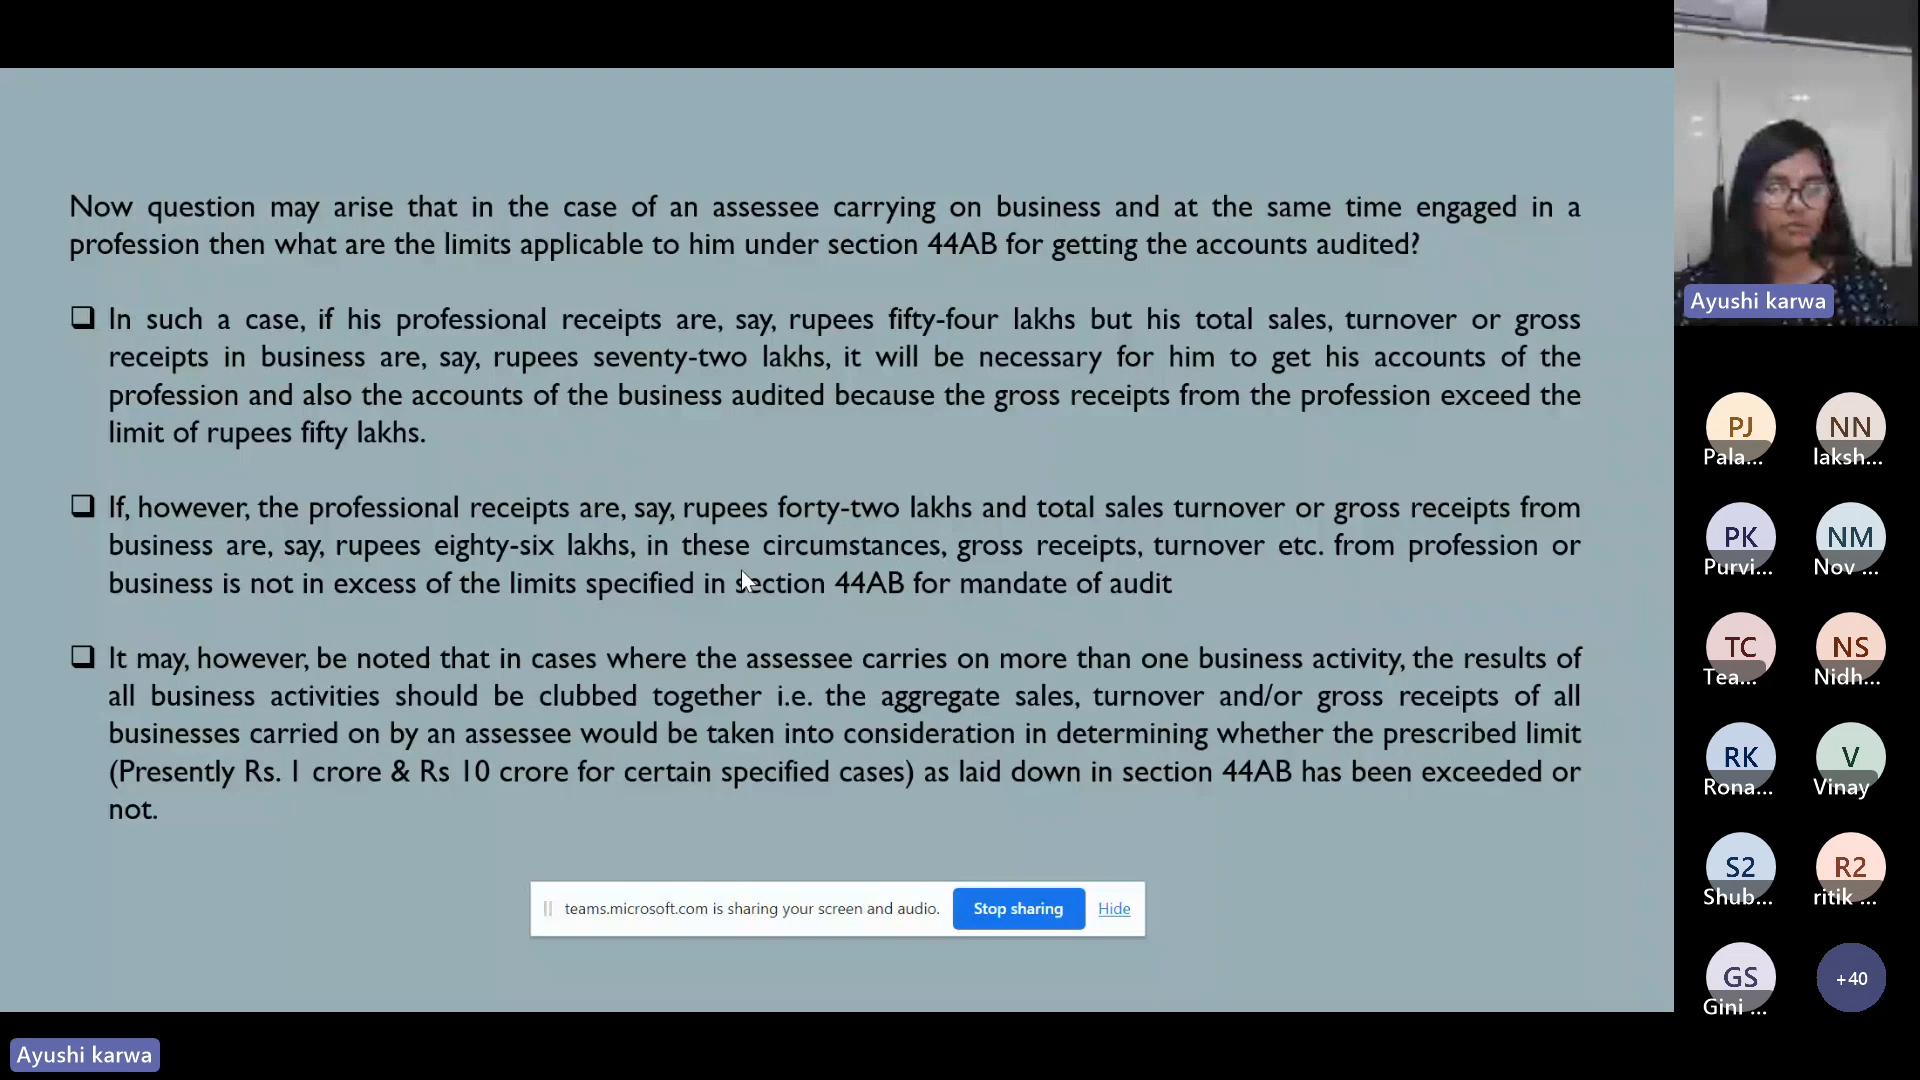 Now question may arise that in the case of an assessee carrying on business and at the same time engaged in a
profession then what are the limits applicable to him under section 44AB for getting the accounts audited?
❑ In such a case, if his professional receipts are, say, rupees fifty-four lakhs but his total sales, turnover or gross
receipts in business are, say, rupees seventy-two lakhs, it will be necessary for him to get his accounts of the
profession and also the accounts of the business audited because the gross receipts from the profession exceed the
limit of rupees fifty lakhs.
❑ If, however, the professional receipts are, say, rupees forty-two lakhs and total sales turnover or gross receipts from
business are, say, rupees eighty-six lakhs, in these circumstances, gross receipts, turnover etc. from profession or
business is not in excess of the limits specified in section 44AB for mandate of audit
❑ It may, however, be noted that in cases where the assessee carries on more than one business activity, the results of
all business activities should be clubbed together i.e. the aggregate sales, turnover and/or gross receipts of all
businesses carried on by an assessee would be taken into consideration in determining whether the prescribed limit
(Presently Rs. 1 crore & Rs 10 crore for certain specified cases) as laid down in section 44AB has been exceeded or
not.
teams.microsoft.com is sharing your screen and audio. Stop sharing Hide
Ayushi karwa
Ayushi karwa
PJ NN
Pala... laksh...
PK NM
Purvi... Nov ...
TC NS
Tea... Nidh...
RK V
Rona... Vinay
S2 R2
Shub... ritik ...
GS +40
Gini ...